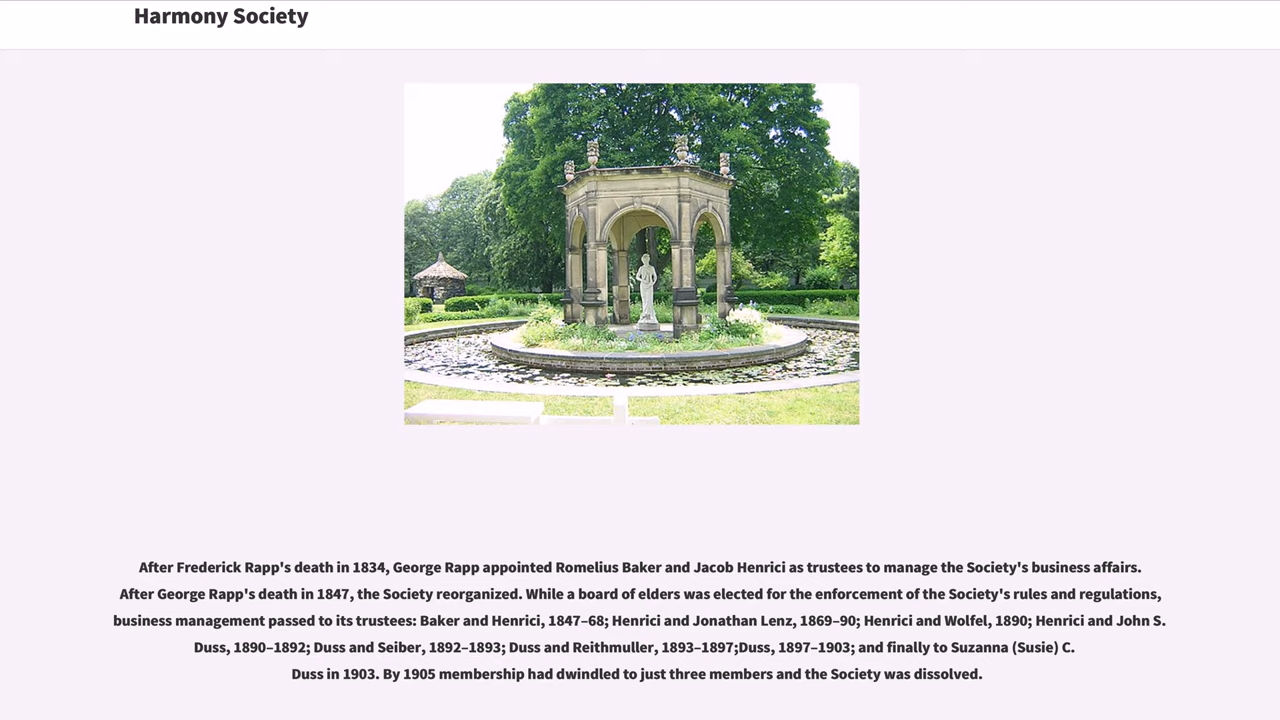 Harmony Society
After Frederick Rapp's death in 1834, George Rapp appointed Romelius Baker and Jacob Henrici as trustees to manage the Society's business affairs.
After George Rapp's death in 1847, the Society reorganized. While a board of elders was elected for the enforcement of the Society's rules and regulations,
business management passed to its trustees: Baker and Henrici, 1847–68; Henrici and Jonathan Lenz, 1869–90; Henrici and Wolfel, 1890; Henrici and John S.
Duss, 1890–1892; Duss and Seiber, 1892–1893; Duss and Reithmuller, 1893–1897;Duss, 1897–1903; and finally to Suzanna (Susie) C.
Duss in 1903. By 1905 membership had dwindled to just three members and the Society was dissolved.